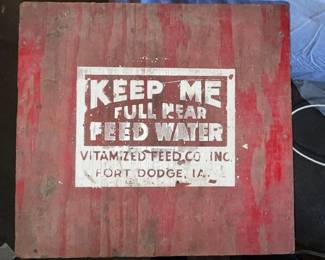 KEEP ME
FULL NEAR
FEED WATER
VITAMIZED FEED CO. INC.
FORT DODGE, IA.